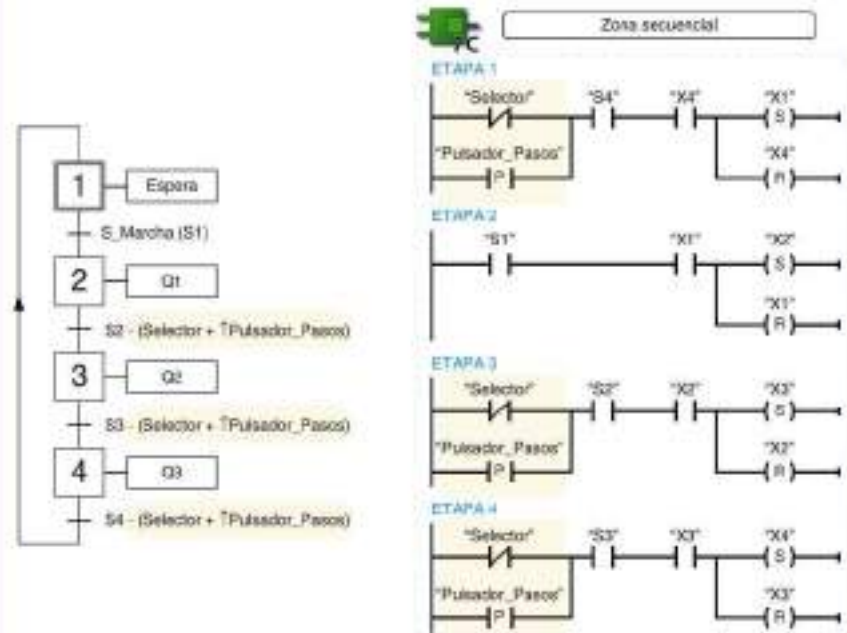 Zona secuencial
1
Espera
S_Marcha (S1)
2
Q1
S2 - (Selector + ↑Pulsador_Pasos)
3
Q2
S3 - (Selector + ↑Pulsador_Pasos)
4
Q3
S4 - (Selector + ↑Pulsador_Pasos)
ETAPA 1
"Selector" "S4" "X4" "X1"
S
"Pulsador_Pasos" "X4"
P R
ETAPA 2
"S1" "X1" "X2"
S
"X1"
R
ETAPA 3
"Selector" "S2" "X2" "X3"
S
"Pulsador_Pasos" "X2"
P R
ETAPA 4
"Selector" "S3" "X3" "X4"
S
"Pulsador_Pasos" "X3"
P R